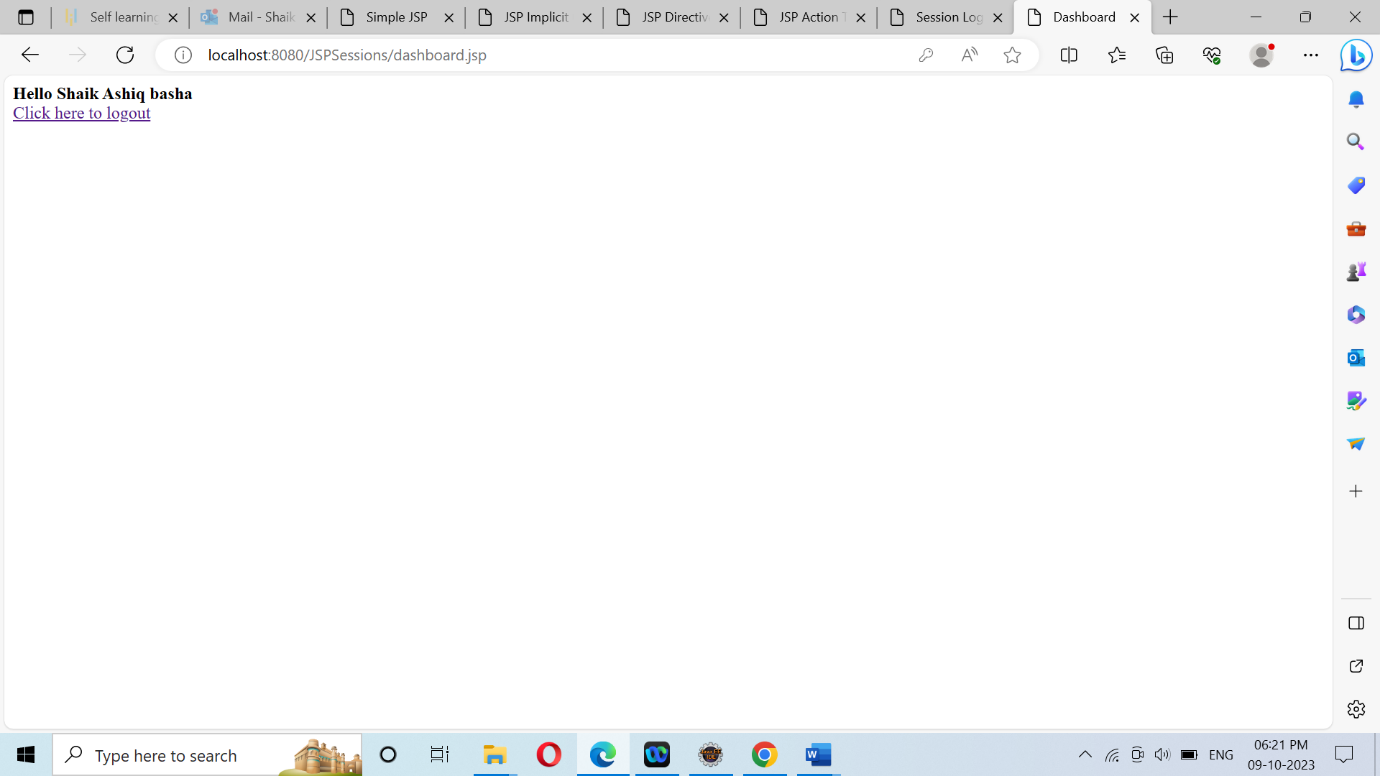 Self learning
Mail - Shaik
Simple JSP
JSP Implicit
JSP Directiv
JSP Action T
Session Log
Dashboard
localhost:8080/JSPSessions/dashboard.jsp
Hello Shaik Ashiq basha
Click here to logout
Type here to search
ENG
06:21 PM
09-10-2023